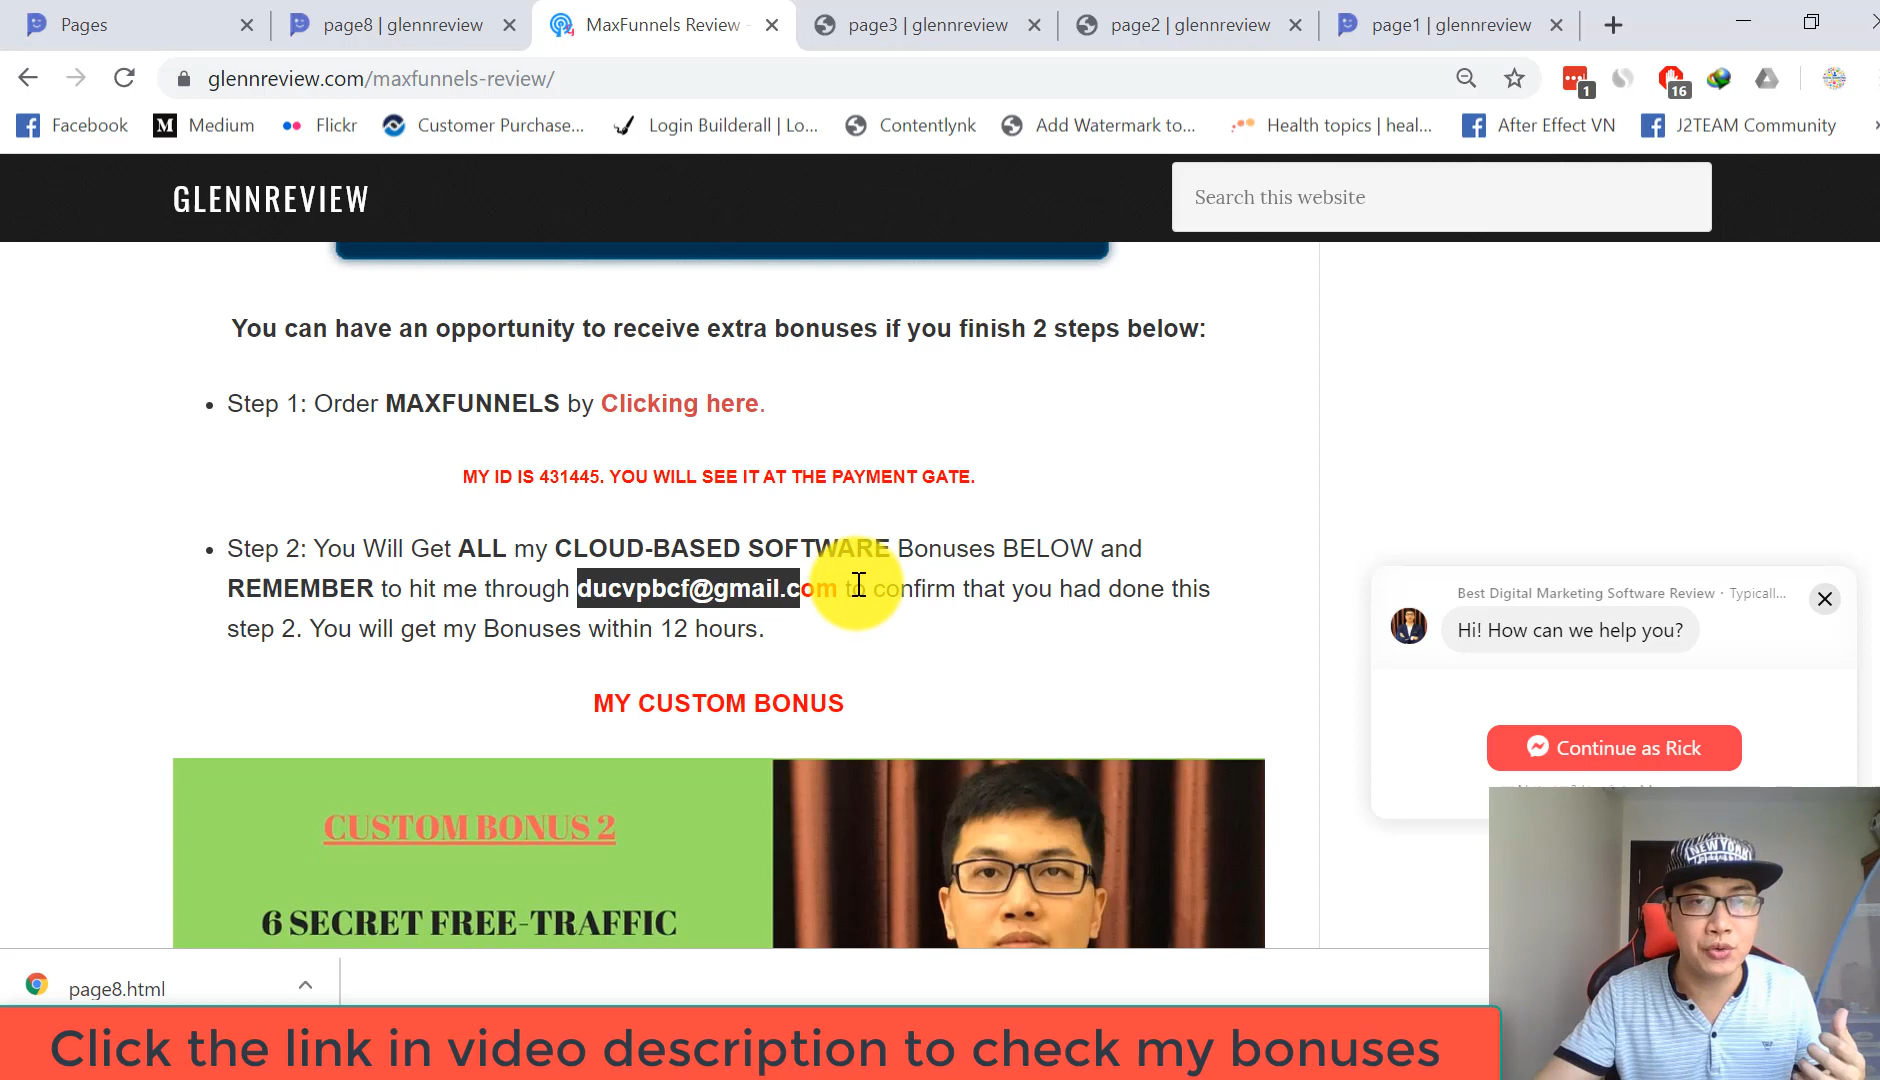 Pages
page8 | glennreview
MaxFunnels Review -
page3 | glennreview
page2 | glennreview
page1 | glennreview
glennreview.com/maxfunnels-review/
1
16
Facebook
Medium
Flickr
Customer Purchase...
Login Builderall | Lo...
Contentlynk
Add Watermark to...
Health topics | heal...
After Effect VN
J2TEAM Community
GLENNREVIEW
Search this website
You can have an opportunity to receive extra bonuses if you finish 2 steps below:
Step 1: Order MAXFUNNELS by Clicking here.
MY ID IS 431445. YOU WILL SEE IT AT THE PAYMENT GATE.
Step 2: You Will Get ALL my CLOUD-BASED SOFTWARE Bonuses BELOW and
REMEMBER to hit me through ducvpbcf@gmail.com to confirm that you had done this
step 2. You will get my Bonuses within 12 hours.
MY CUSTOM BONUS
CUSTOM BONUS 2
6 SECRET FREE-TRAFFIC
Best Digital Marketing Software Review · Typicall...
Hi! How can we help you?
Continue as Rick
NEW YORK
page8.html
Click the link in video description to check my bonuses